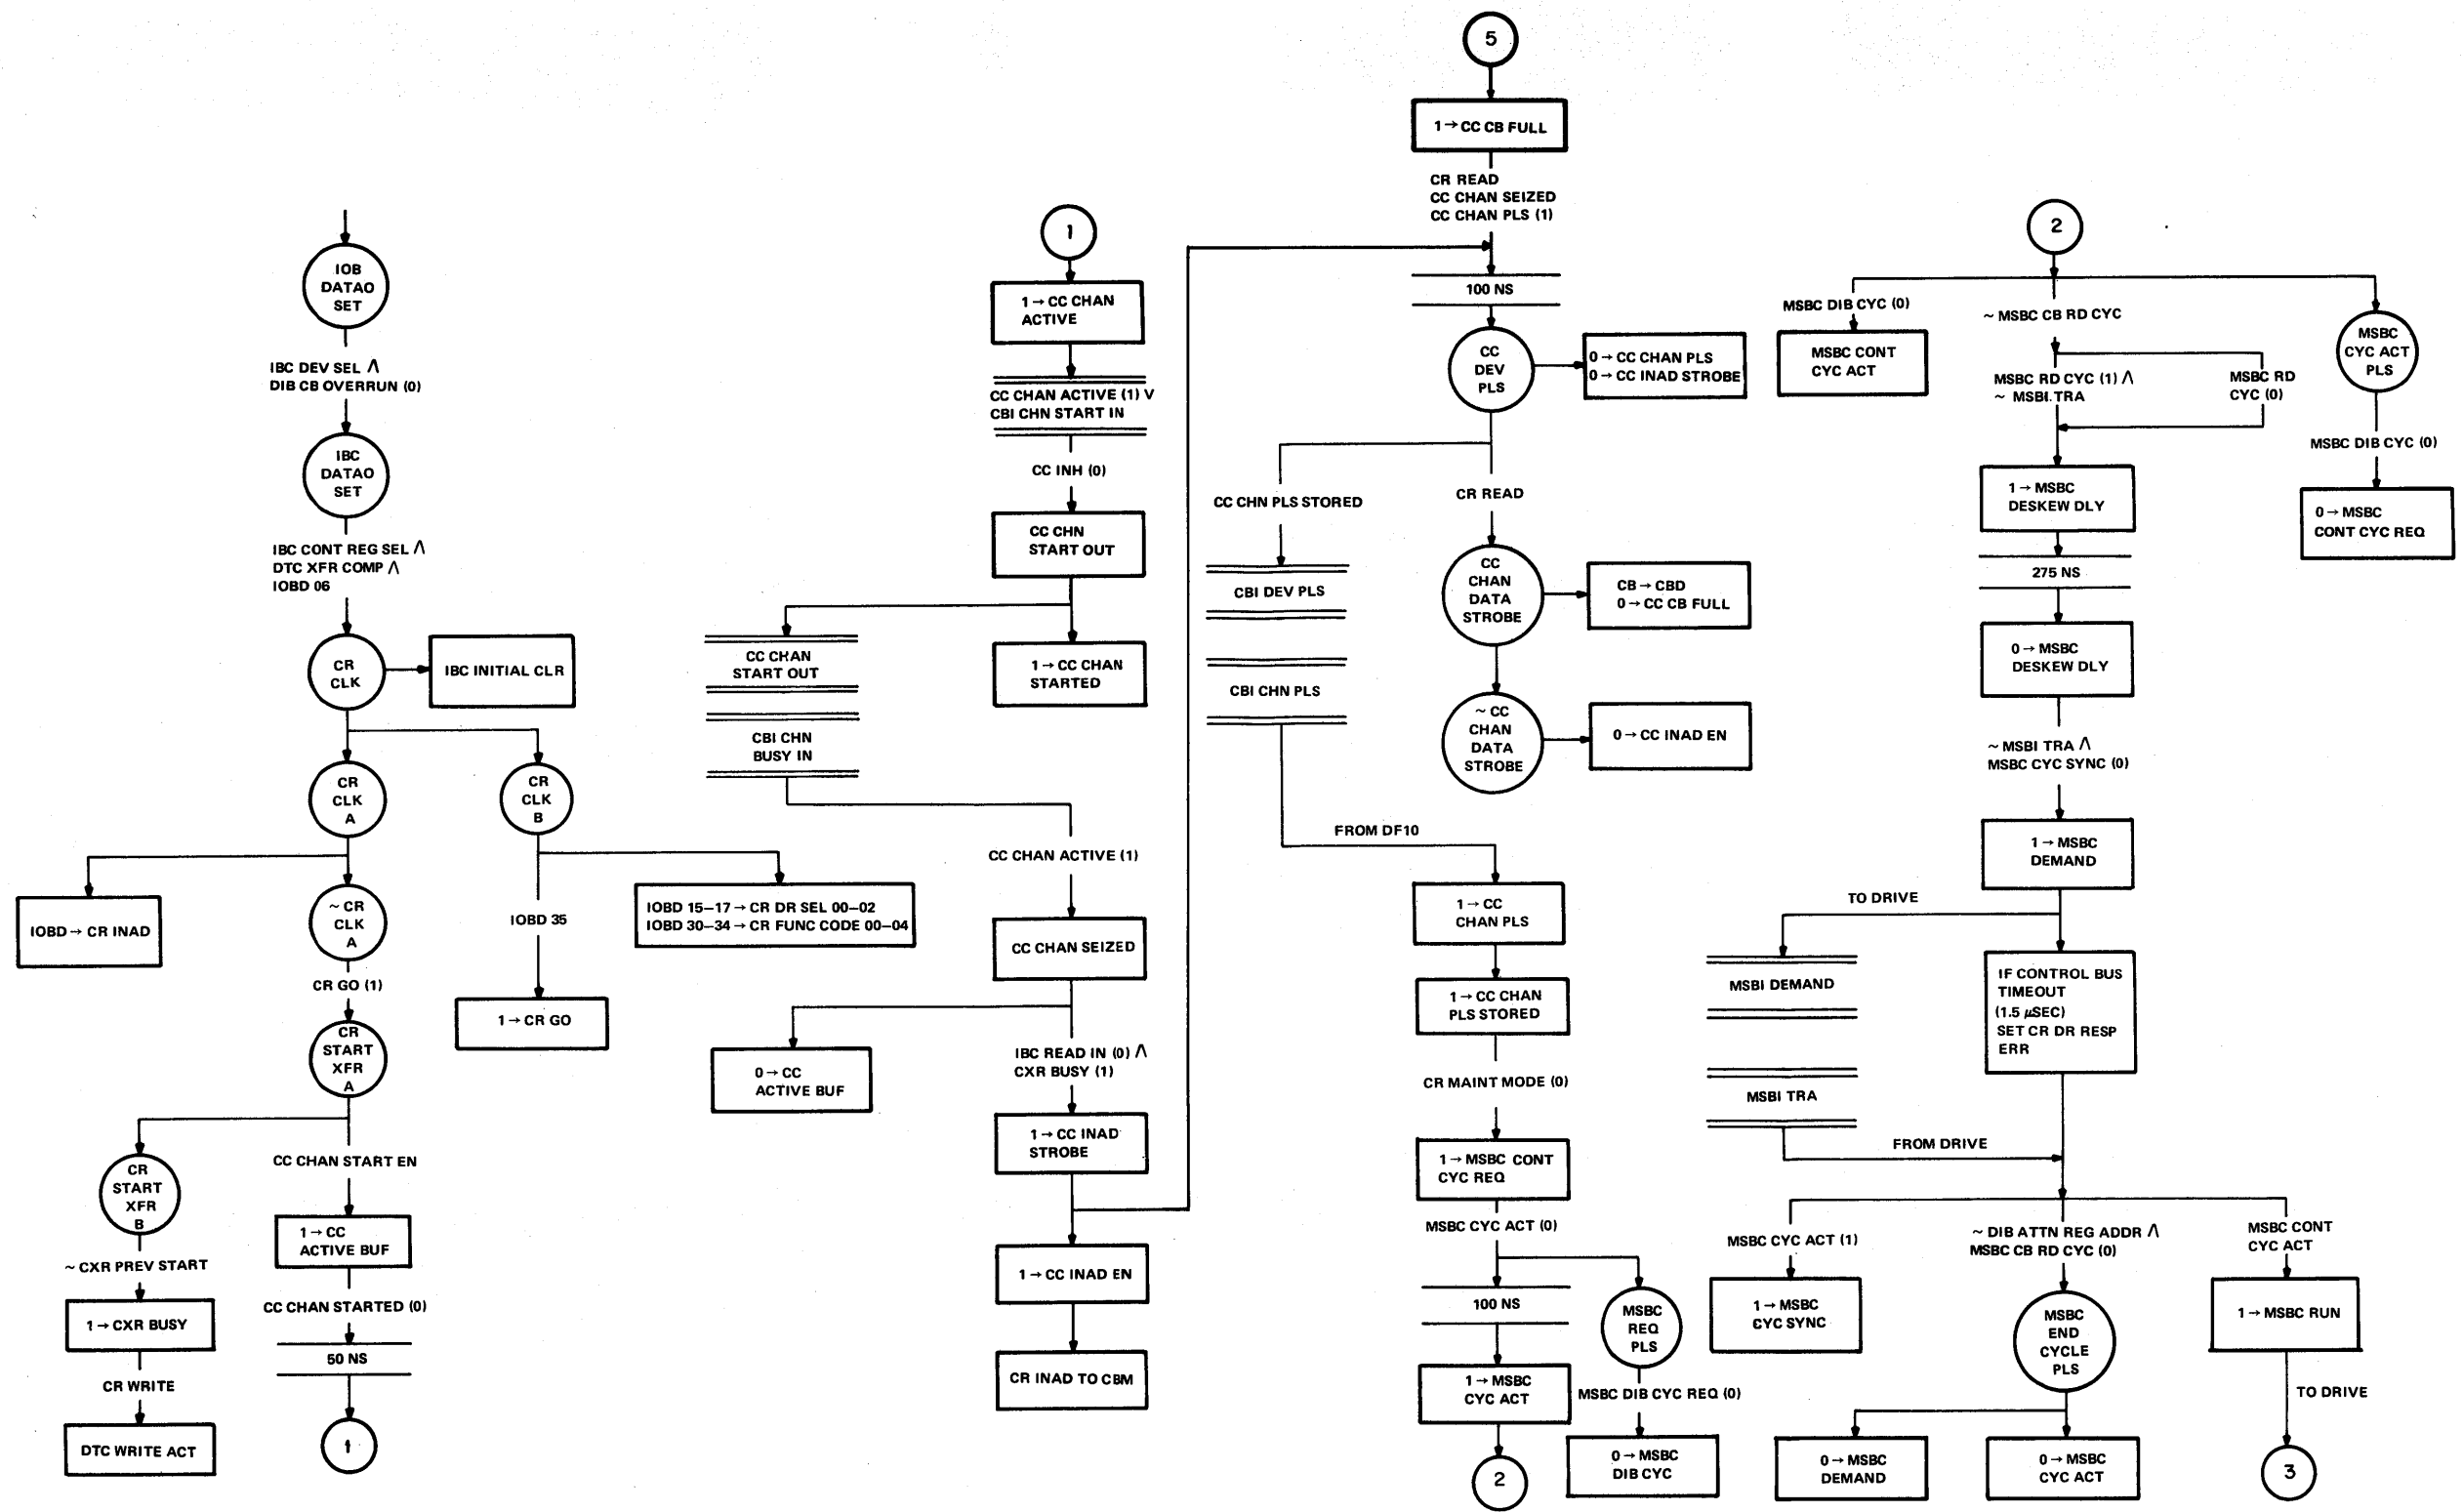 IOB
DATAO
SET
IBC DEV SEL ∧
DIB CB OVERRUN (0)
IBC
DATAO
SET
IBC CONT REG SEL ∧
DTC XFR COMP ∧
IOBD 06
CR
CLK
IBC INITIAL CLR
CR
CLK
A
CR
CLK
B
IOBD → CR INAD
~ CR
CLK
A
IOBD 35
IOBD 15–17 → CR DR SEL 00–02
IOBD 30–34 → CR FUNC CODE 00–04
CR GO (1)
1 → CR GO
CR
START
XFR
A
CR
START
XFR
B
CC CHAN START EN
~ CXR PREV START
1 → CC
ACTIVE BUF
1 → CXR BUSY
CC CHAN STARTED (0)
50 NS
CR WRITE
DTC WRITE ACT
1
1
1 → CC CHAN
ACTIVE
CC CHAN ACTIVE (1) V
CBI CHN START IN
CC INH (0)
CC CHN
START OUT
CC CHAN
START OUT
1 → CC CHAN
STARTED
CBI CHN
BUSY IN
CC CHAN ACTIVE (1)
CC CHAN SEIZED
0 → CC
ACTIVE BUF
IBC READ IN (0) ∧
CXR BUSY (1)
1 → CC INAD
STROBE
1 → CC INAD EN
CR INAD TO CBM
5
1 → CC CB FULL
CR READ
CC CHAN SEIZED
CC CHAN PLS (1)
100 NS
CC
DEV
PLS
0 → CC CHAN PLS
0 → CC INAD STROBE
CC CHN PLS STORED
CR READ
CBI DEV PLS
CC
CHAN
DATA
STROBE
CB → CBD
0 → CC CB FULL
CBI CHN PLS
~ CC
CHAN
DATA
STROBE
0 → CC INAD EN
FROM DF10
1 → CC
CHAN PLS
1 → CC CHAN
PLS STORED
CR MAINT MODE (0)
1 → MSBC CONT
CYC REQ
MSBC CYC ACT (0)
100 NS
MSBC
REQ
PLS
1 → MSBC
CYC ACT
MSBC DIB CYC REQ (0)
0 → MSBC
DIB CYC
2
2
MSBC DIB CYC (0)
MSBC CONT
CYC ACT
~ MSBC CB RD CYC
MSBC
CYC ACT
PLS
MSBC RD CYC (1) ∧
~ MSBI TRA
MSBC RD
CYC (0)
MSBC DIB CYC (0)
0 → MSBC
CONT CYC REQ
1 → MSBC
DESKEW DLY
275 NS
0 → MSBC
DESKEW DLY
~ MSBI TRA ∧
MSBC CYC SYNC (0)
1 → MSBC
DEMAND
TO DRIVE
MSBI DEMAND
IF CONTROL BUS
TIMEOUT
(1.5 μSEC)
SET CR DR RESP
ERR
MSBI TRA
FROM DRIVE
MSBC CYC ACT (1)
~ DIB ATTN REG ADDR ∧
MSBC CB RD CYC (0)
MSBC CONT
CYC ACT
1 → MSBC
CYC SYNC
MSBC
END
CYCLE
PLS
1 → MSBC RUN
TO DRIVE
0 → MSBC
DEMAND
0 → MSBC
CYC ACT
3